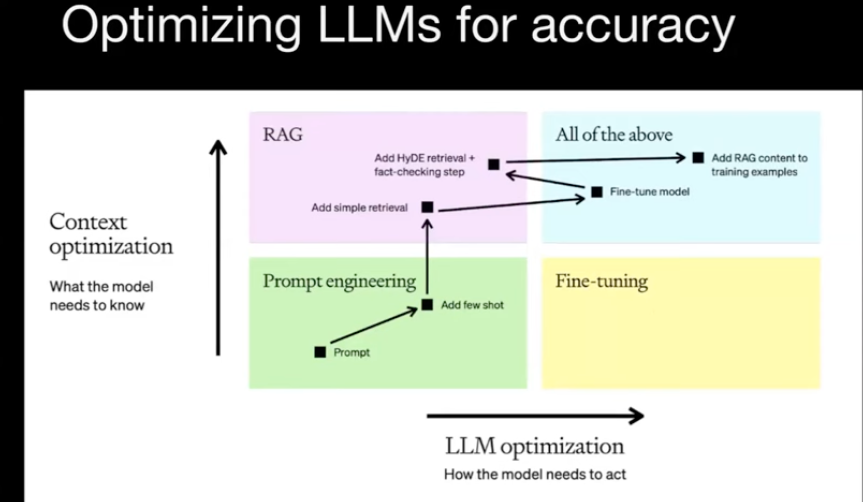 Optimizing LLMs for accuracy
RAG
All of the above
Add HyDE retrieval +
fact-checking step
Add RAG content to
training examples
Fine-tune model
Add simple retrieval
Context
optimization
What the model
needs to know
Prompt engineering
Fine-tuning
Add few shot
Prompt
LLM optimization
How the model needs to act